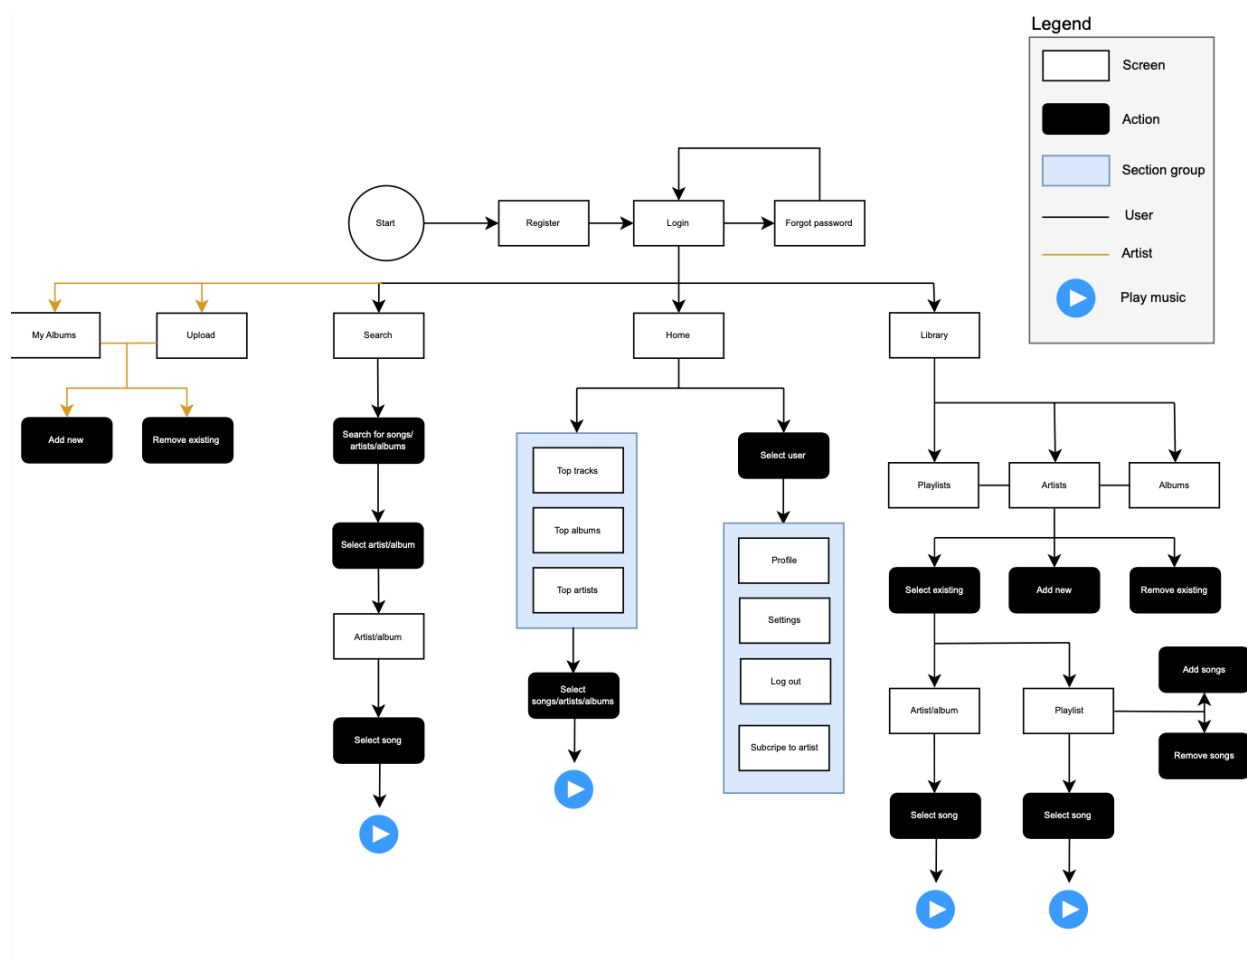 Legend
Screen
Action
Section group
User
Artist
Play music
Start
Register
Login
Forgot password
My Albums
Upload
Search
Home
Library
Add new
Remove existing
Search for songs/
artists/albums
Select artist/album
Artist/album
Select song
Top tracks
Top albums
Top artists
Select
songs/artists/albums
Select user
Profile
Settings
Log out
Subcripe to artist
Playlists
Artists
Albums
Select existing
Add new
Remove existing
Artist/album
Playlist
Add songs
Remove songs
Select song
Select song